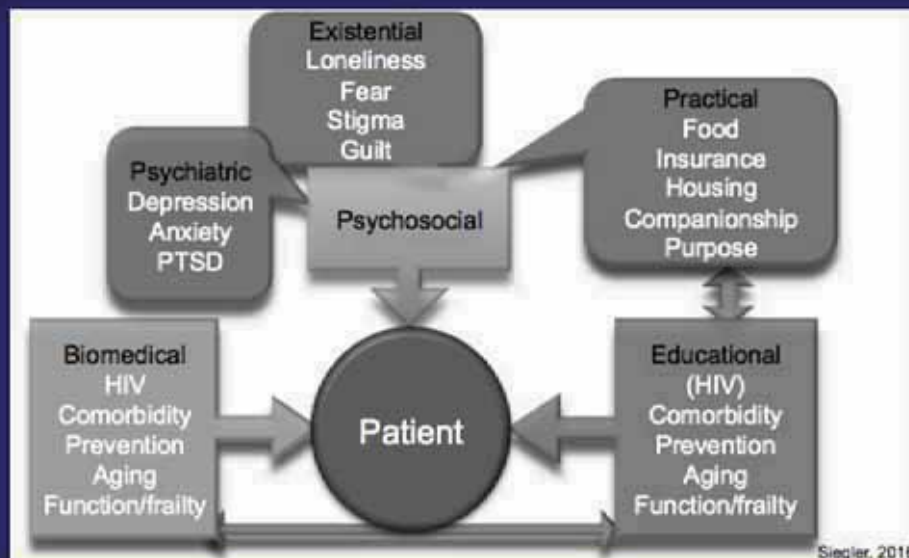 Existential
Loneliness
Fear
Stigma
Guilt
Practical
Food
Insurance
Housing
Companionship
Purpose
Psychiatric
Depression
Anxiety
PTSD
Psychosocial
Biomedical
HIV
Comorbidity
Prevention
Aging
Function/frailty
Patient
Educational
(HIV)
Comorbidity
Prevention
Aging
Function/frailty
Siegler,